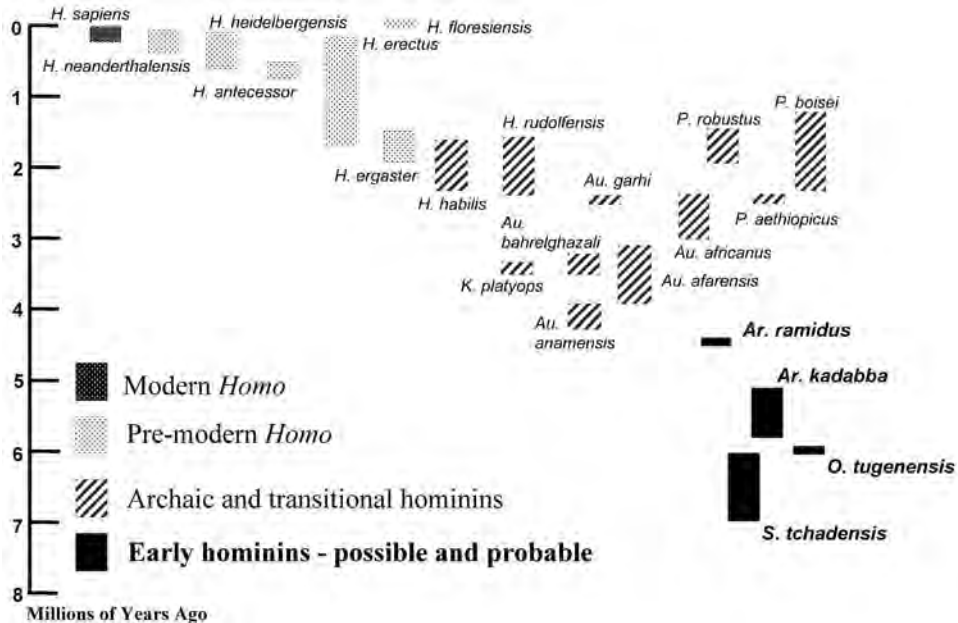 0
1
2
3
4
5
6
7
8
Millions of Years Ago
H. sapiens
H. neanderthalensis
H. heidelbergensis
H. antecessor
H. erectus
H. floresiensis
H. ergaster
H. habilis
H. rudolfensis
Au. garhi
P. robustus
P. boisei
P. aethiopicus
Au. africanus
Au.
bahrelghazali
K. platyops
Au. afarensis
Au.
anamensis
Ar. ramidus
Ar. kadabba
O. tugenensis
S. tchadensis
Modern Homo
Pre-modern Homo
Archaic and transitional hominins
Early hominins - possible and probable